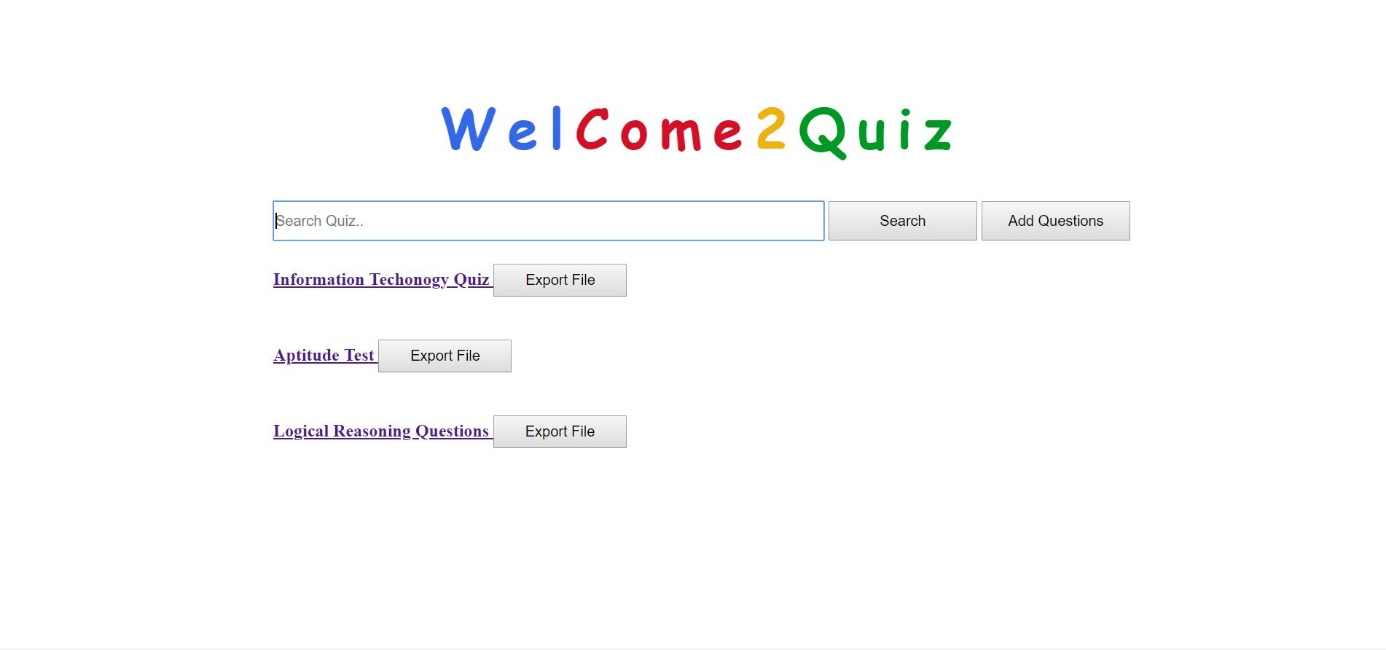 WelCome2Quiz
Search Quiz.. Search Add Questions
Information Techonogy Quiz Export File
Aptitude Test Export File
Logical Reasoning Questions Export File